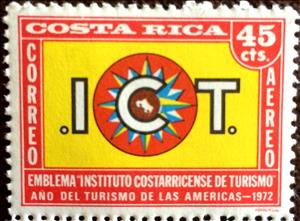 COSTA RICA
45
cts.
CORREO
AEREO
.I.C.T.
EMBLEMA "INSTITUTO COSTARRICENSE DE TURISMO"
AÑO DEL TURISMO DE LAS AMERICAS-1972